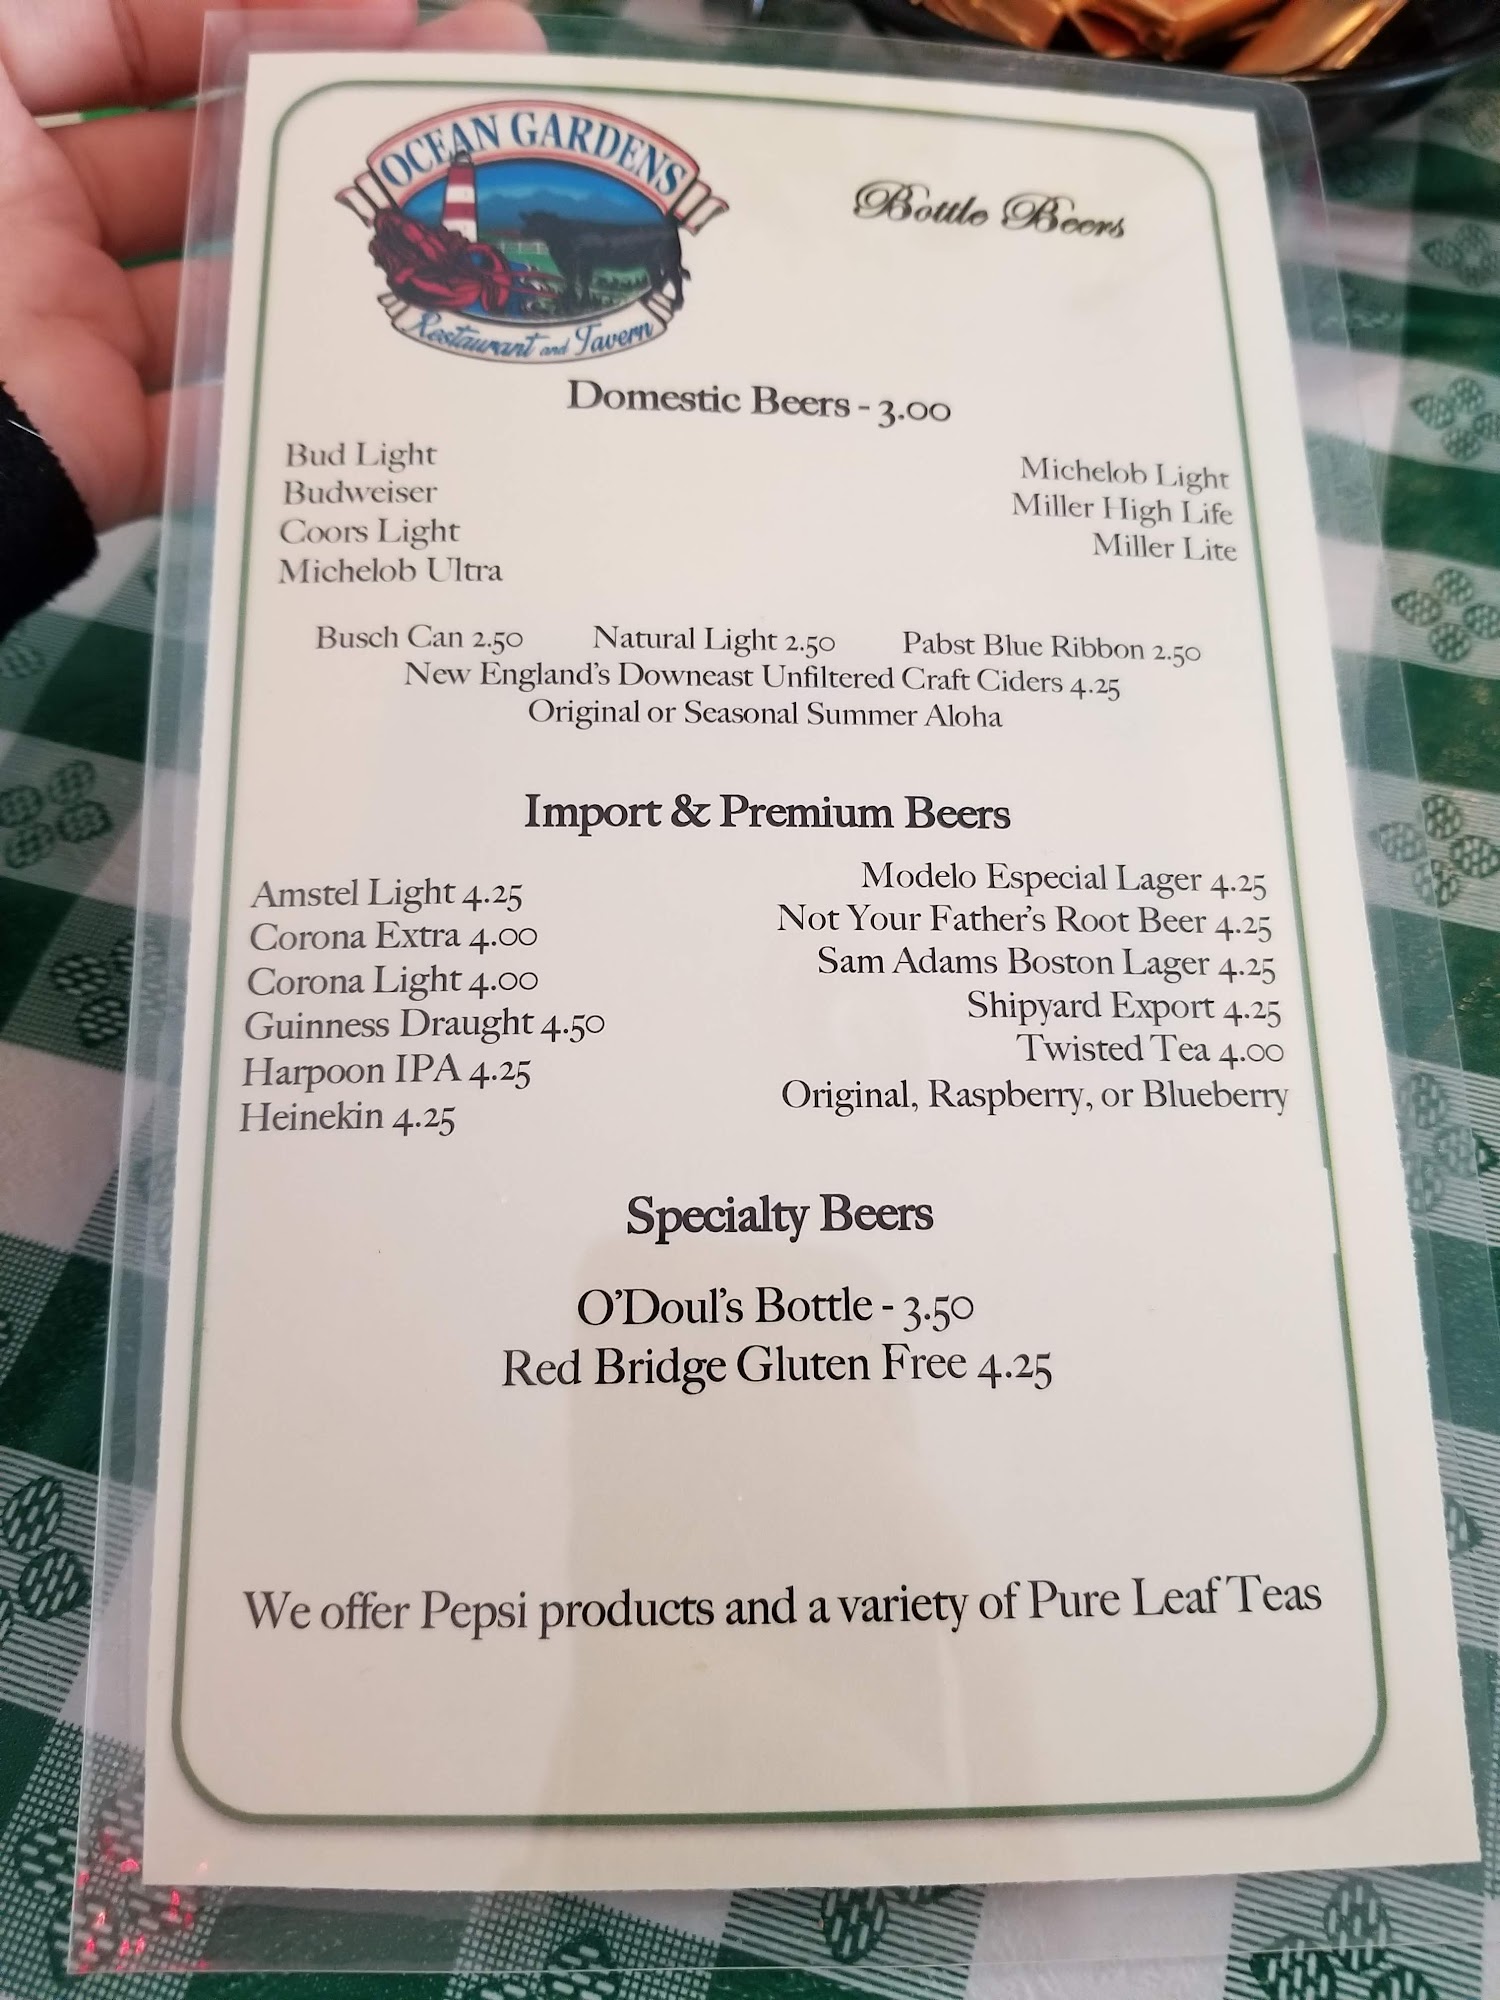 OCEAN GARDENS
Restaurant and Tavern
Bottle Beers
Domestic Beers - 3.00
Bud Light
Budweiser
Coors Light
Michelob Ultra
Michelob Light
Miller High Life
Miller Lite
Busch Can 2.50 Natural Light 2.50 Pabst Blue Ribbon 2.50
New England's Downeast Unfiltered Craft Ciders 4.25
Original or Seasonal Summer Aloha
Import & Premium Beers
Amstel Light 4.25
Corona Extra 4.00
Corona Light 4.00
Guinness Draught 4.50
Harpoon IPA 4.25
Heinekin 4.25
Modelo Especial Lager 4.25
Not Your Father's Root Beer 4.25
Sam Adams Boston Lager 4.25
Shipyard Export 4.25
Twisted Tea 4.00
Original, Raspberry, or Blueberry
Specialty Beers
O'Doul's Bottle - 3.50
Red Bridge Gluten Free 4.25
We offer Pepsi products and a variety of Pure Leaf Teas